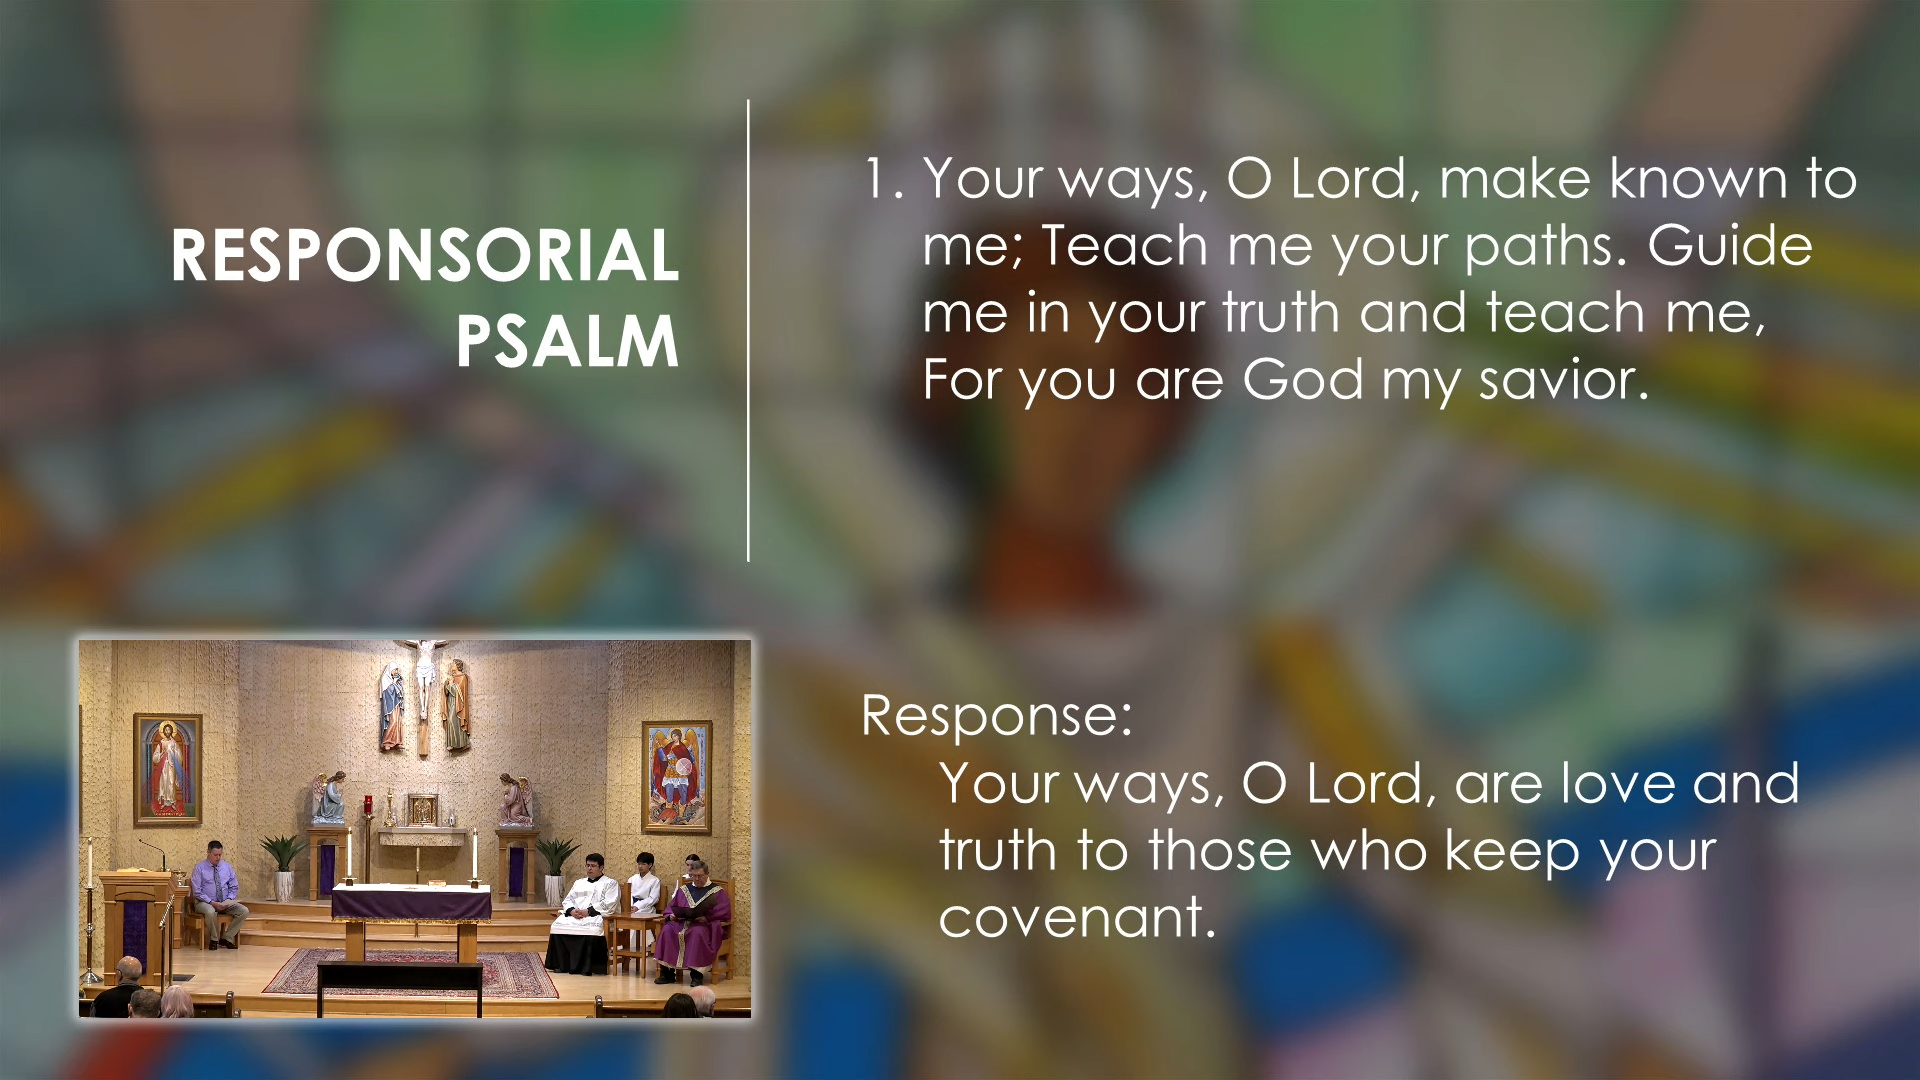 RESPONSORIAL
PSALM
1. Your ways, O Lord, make known to
me; Teach me your paths. Guide
me in your truth and teach me,
For you are God my savior.
Response:
Your ways, O Lord, are love and
truth to those who keep your
covenant.